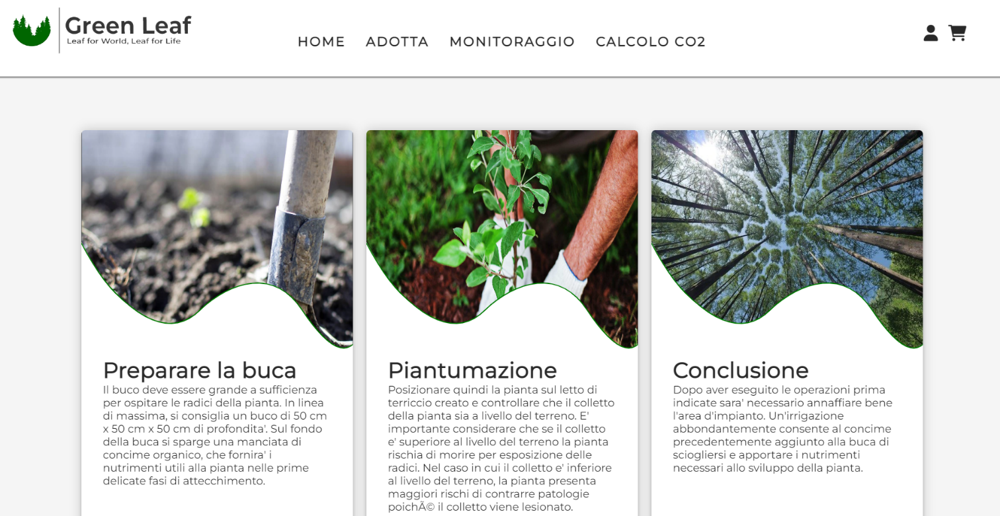 Green Leaf
Leaf for World, Leaf for Life
HOME ADOTTA MONITORAGGIO CALCOLO CO2
Preparare la buca
Il buco deve essere grande a sufficienza
per ospitare le radici della pianta. In linea
di massima, si consiglia un buco di 50 cm
x 50 cm x 50 cm di profondita'. Sul fondo
della buca si sparge una manciata di
concime organico, che fornira' i
nutrimenti utili alla pianta nelle prime
delicate fasi di attecchimento.
Piantumazione
Posizionare quindi la pianta sul letto di
terriccio creato e controllare che il colletto
della pianta sia a livello del terreno. E'
importante considerare che se il colletto
e' superiore al livello del terreno la pianta
rischia di morire per esposizione delle
radici. Nel caso in cui il colletto e' inferiore
al livello del terreno, la pianta presenta
maggiori rischi di contrarre patologie
poichÃ© il colletto viene lesionato.
Conclusione
Dopo aver eseguito le operazioni prima
indicate sara' necessario annaffiare bene
l'area d'impianto. Un'irrigazione
abbondantemente consente al concime
precedentemente aggiunto alla buca di
sciogliersi e apportare i nutrimenti
necessari allo sviluppo della pianta.